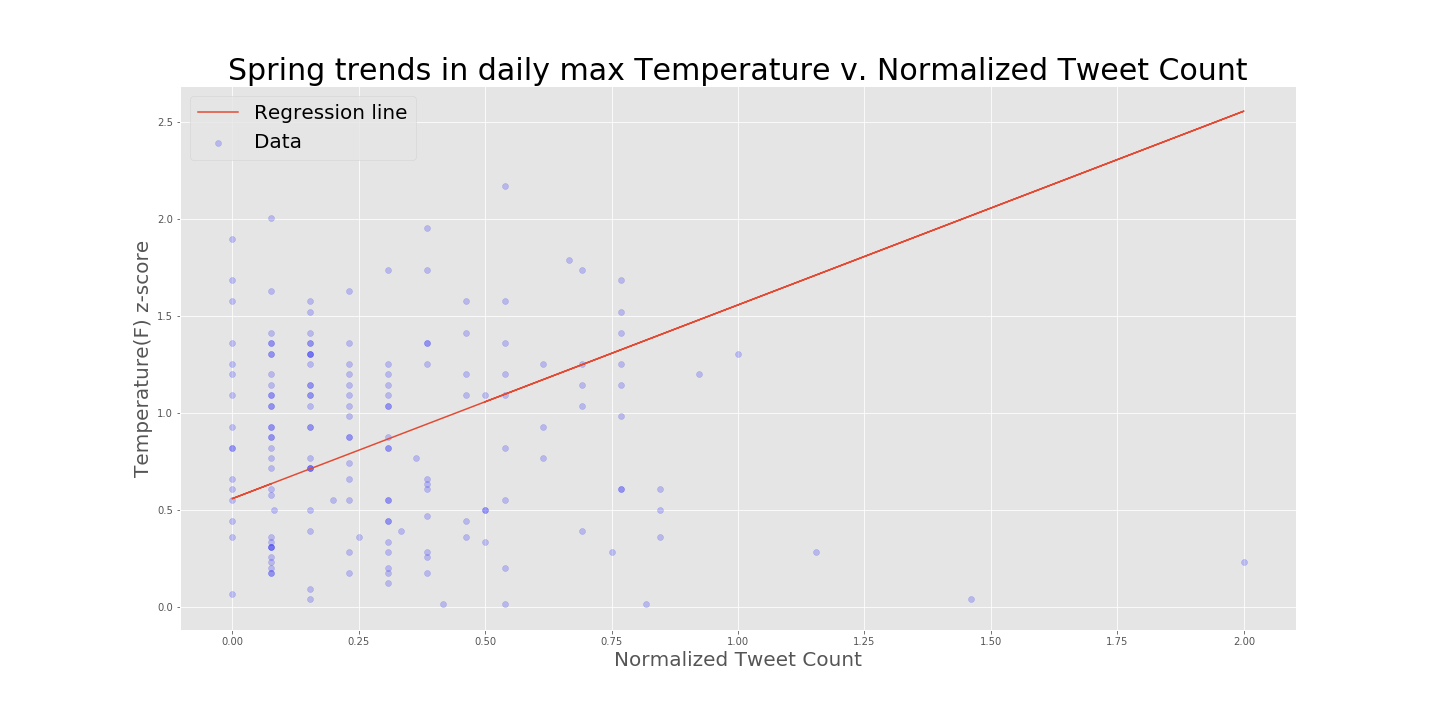 Spring trends in daily max Temperature v. Normalized Tweet Count
Regression line
Data
Temperature(F) z-score
2.5
2.0
1.5
1.0
0.5
0.0
0.00 0.25 0.50 0.75 1.00 1.25 1.50 1.75 2.00
Normalized Tweet Count